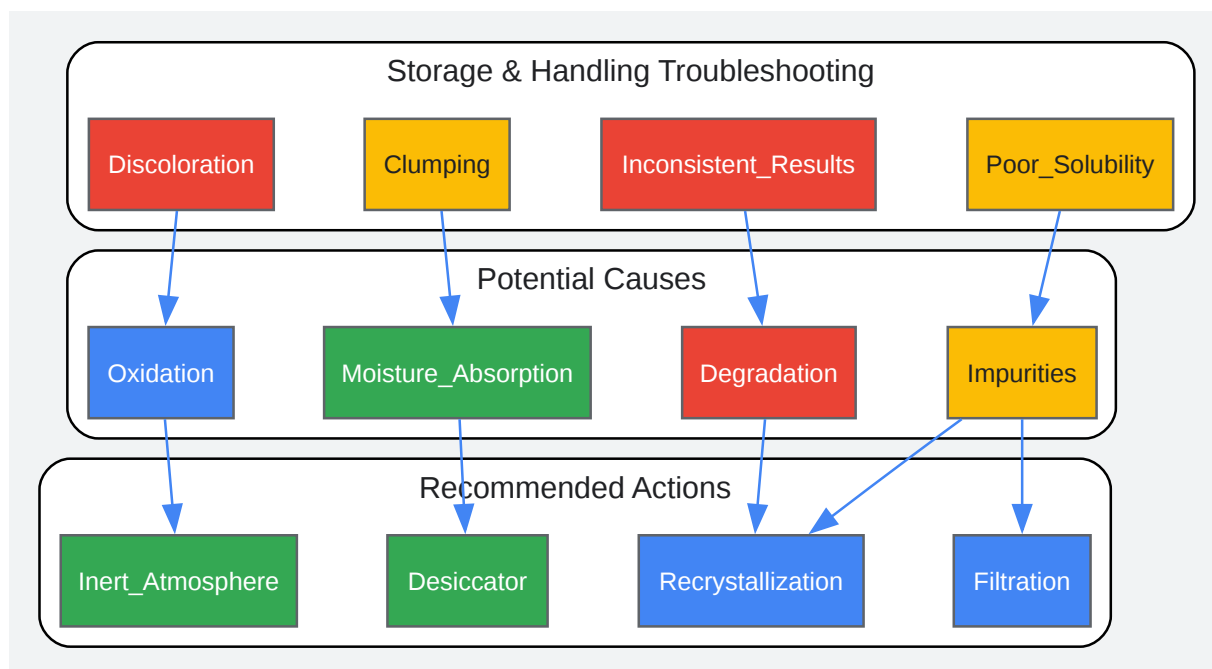 Storage & Handling Troubleshooting
Discoloration
Clumping
Inconsistent_Results
Poor_Solubility
Potential Causes
Oxidation
Moisture_Absorption
Degradation
Impurities
Recommended Actions
Inert_Atmosphere
Desiccator
Recrystallization
Filtration